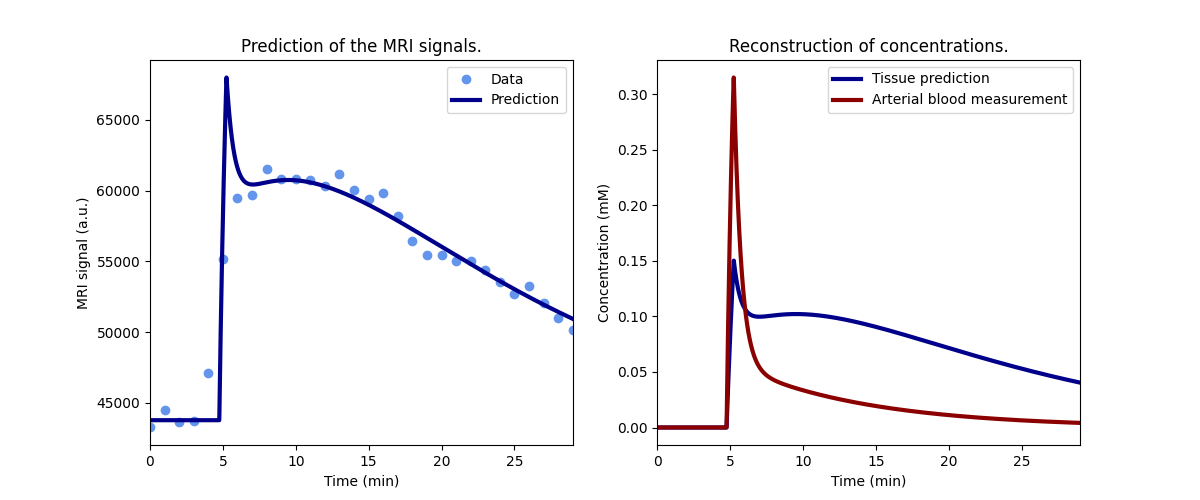 Prediction of the MRI signals.
MRI signal (a.u.)
65000
60000
55000
50000
45000
Data
Prediction
0
5
10
15
20
25
Time (min)
Reconstruction of concentrations.
Concentration (mM)
0.30
0.25
0.20
0.15
0.10
0.05
0.00
Tissue prediction
Arterial blood measurement
0
5
10
15
20
25
Time (min)